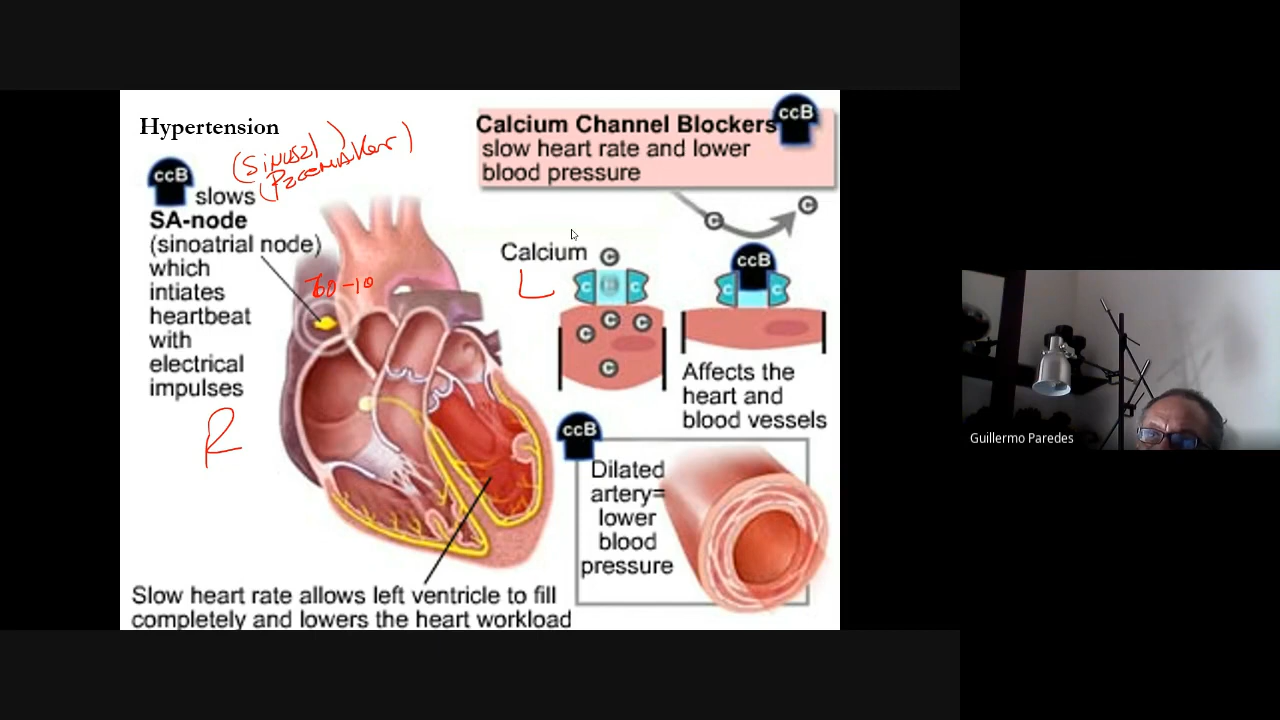 Hypertension
(Sinusal)
(Pacemaker)
ccB
slows
SA-node
(sinoatrial node)
which
intiates
heartbeat
with
electrical
impulses
60-10
R
L
ccB
Calcium Channel Blockers
slow heart rate and lower
blood pressure
Calcium
C
C
C
C
C
C
C
C
C
ccB
C
C
Affects the
heart and
blood vessels
ccB
Dilated
artery=
lower
blood
pressure
Slow heart rate allows left ventricle to fill
completely and lowers the heart workload
Guillermo Paredes